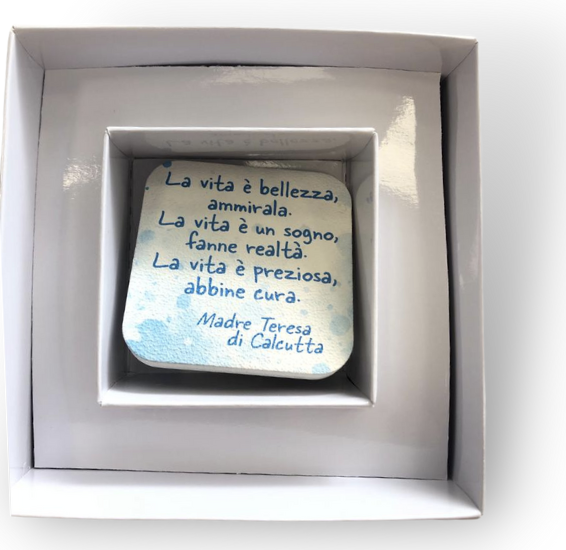 La vita è bellezza,
ammirala.
La vita è un sogno,
fanne realtà.
La vita è preziosa,
abbine cura.
Madre Teresa
di Calcutta